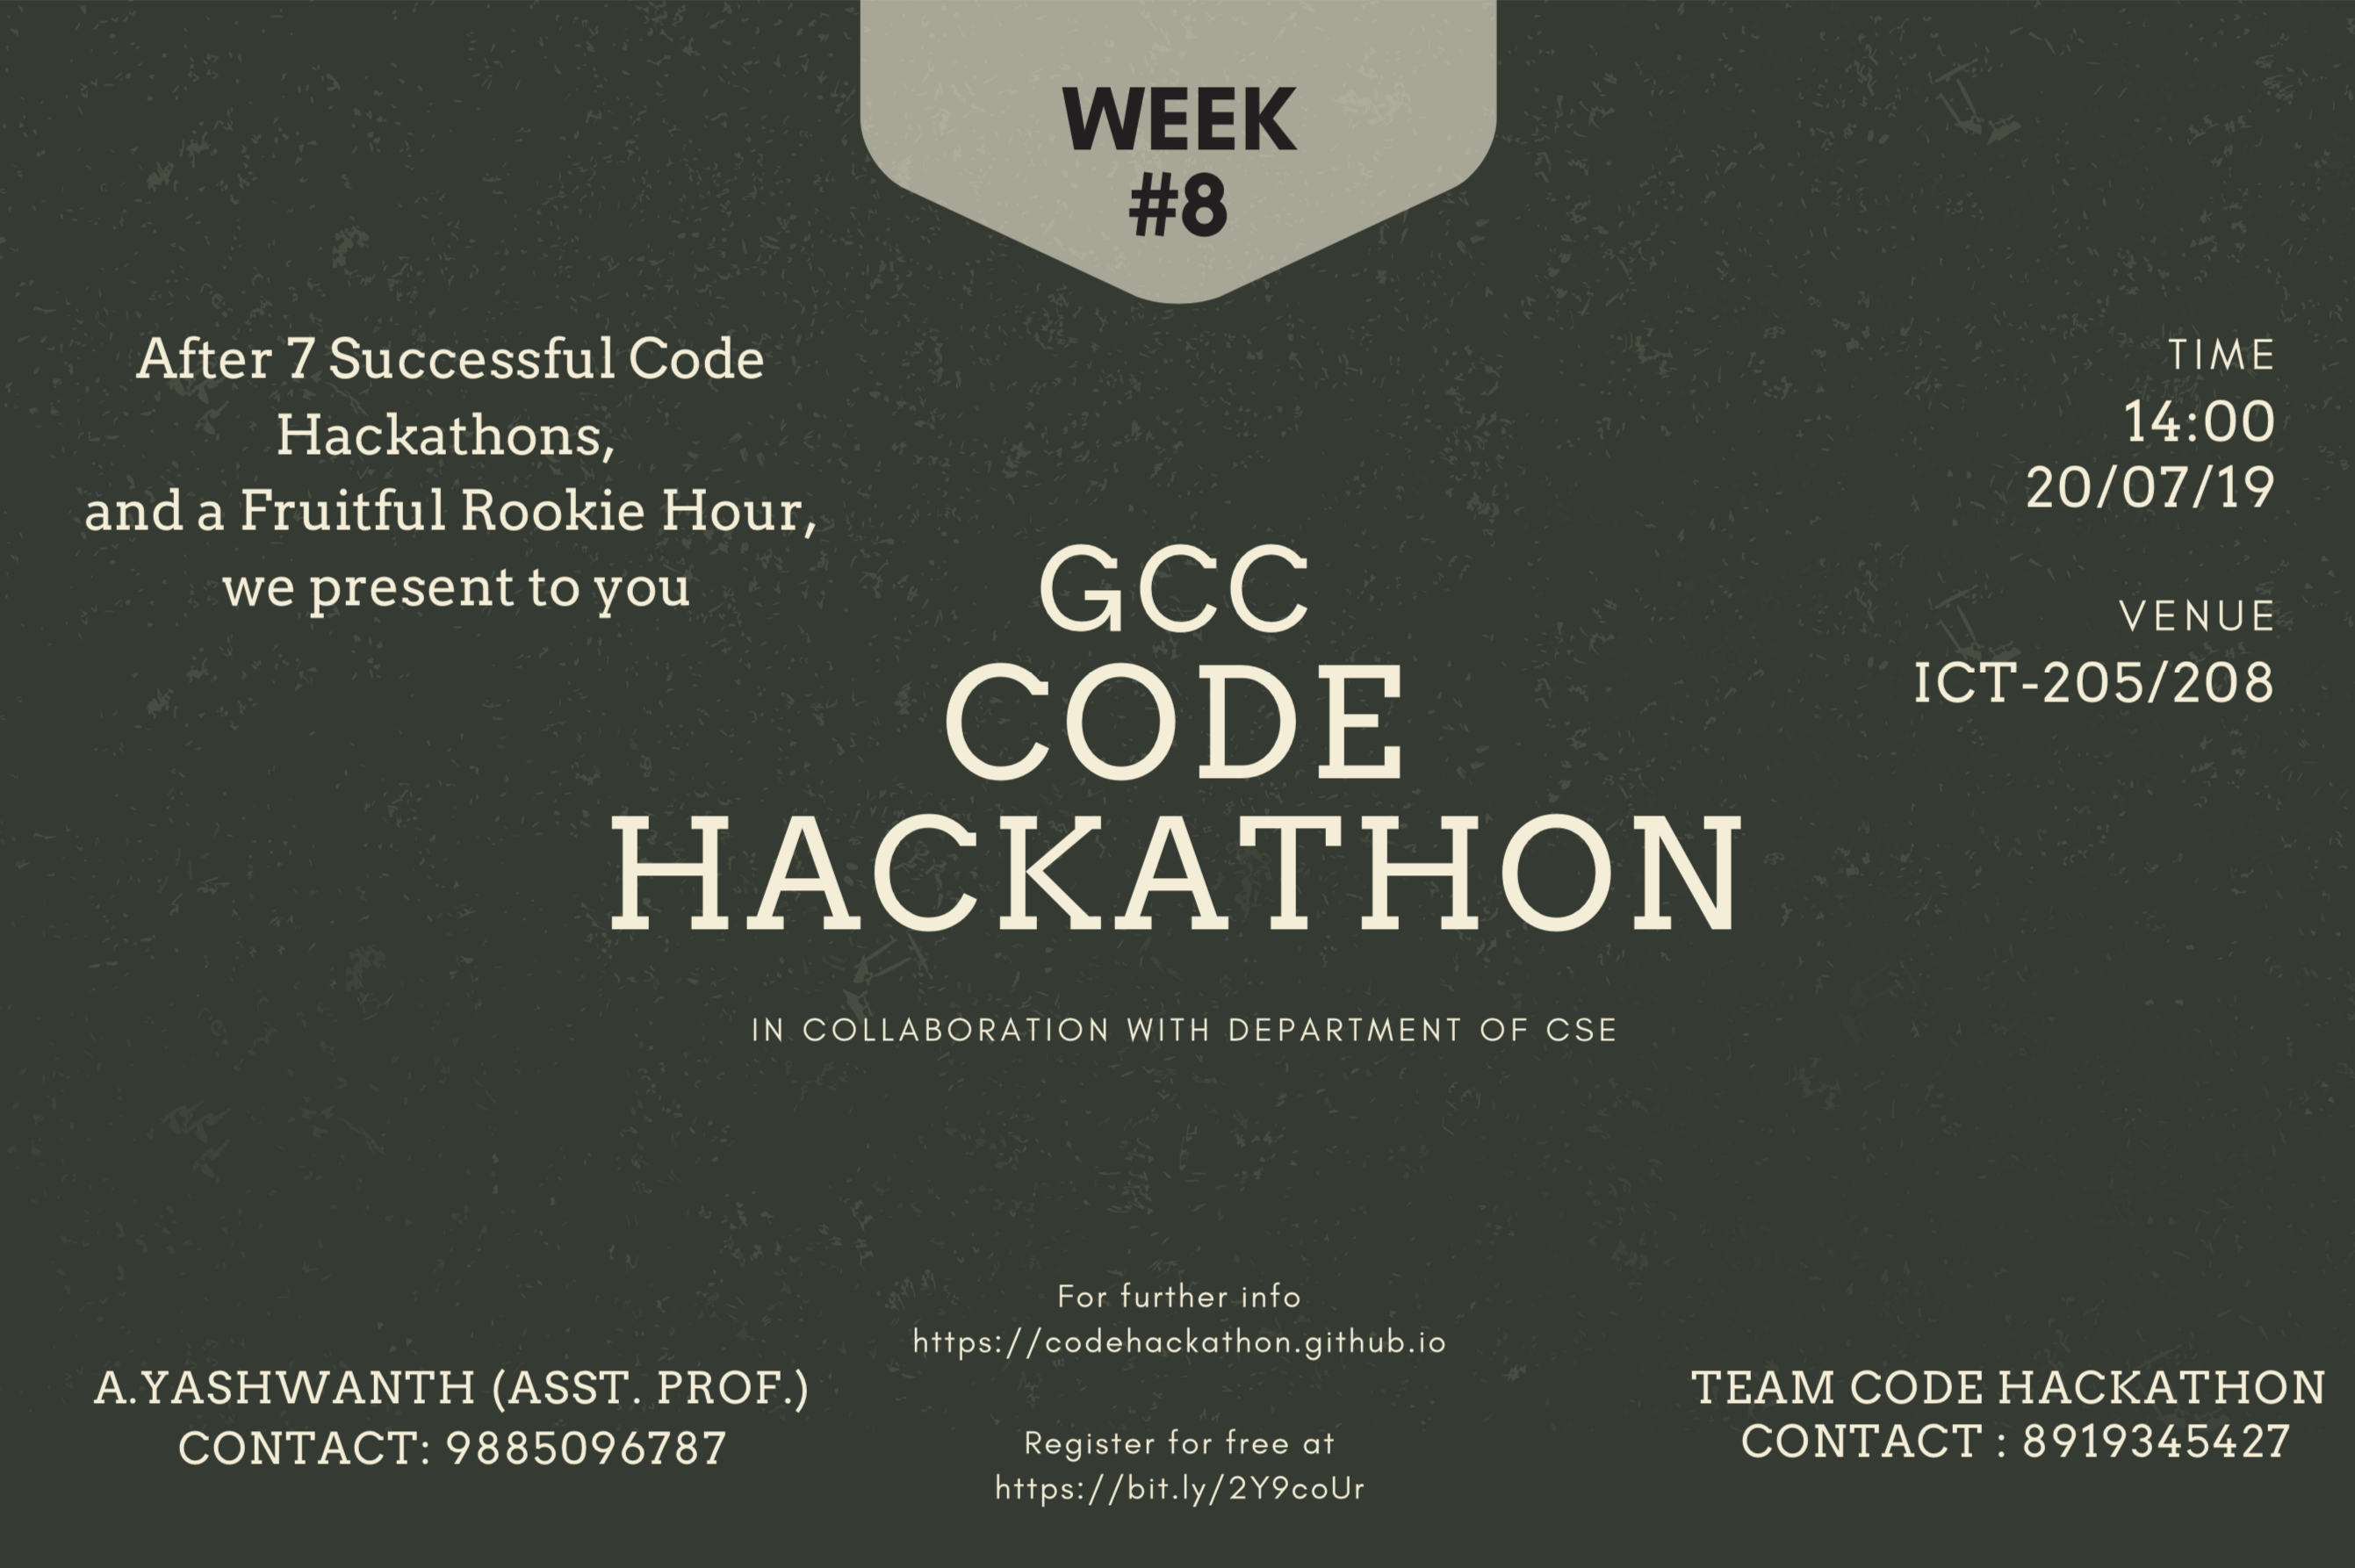 WEEK
#8
After 7 Successful Code
Hackathons,
and a Fruitful Rookie Hour,
we present to you
TIME
14:00
20/07/19
VENUE
ICT-205/208
GCC
CODE
HACKATHON
IN COLLABORATION WITH DEPARTMENT OF CSE
For further info
https://codehackathon.github.io
Register for free at
https://bit.ly/2Y9coUr
A.YASHWANTH (ASST. PROF.)
CONTACT: 9885096787
TEAM CODE HACKATHON
CONTACT : 8919345427